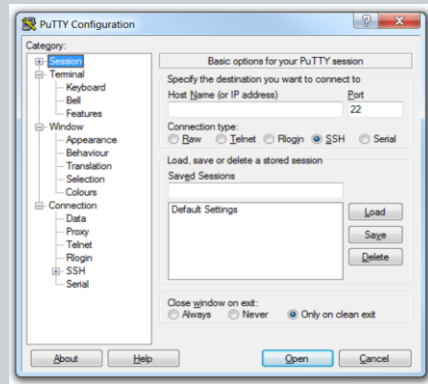 PuTTY Configuration
Category:
Session
Terminal
Keyboard
Bell
Features
Window
Appearance
Behaviour
Translation
Selection
Colours
Connection
Data
Proxy
Telnet
Rlogin
SSH
Serial
Basic options for your PuTTY session
Specify the destination you want to connect to
Host Name (or IP address) Port
22
Connection type:
Raw Telnet Rlogin SSH Serial
Load, save or delete a stored session
Saved Sessions
Default Settings
Load
Save
Delete
Close window on exit:
Always Never Only on clean exit
About Help Open Cancel